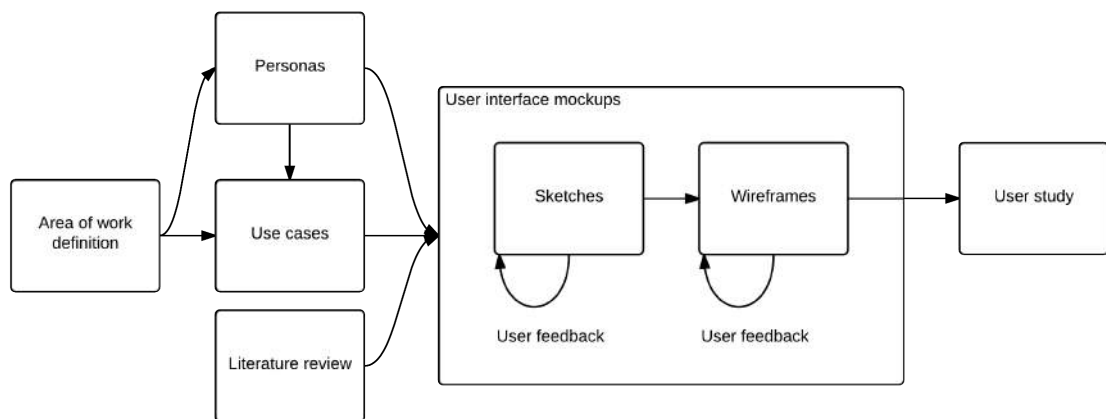 Personas
User interface mockups
Area of work
definition
Use cases
Sketches
Wireframes
User study
User feedback
User feedback
Literature review